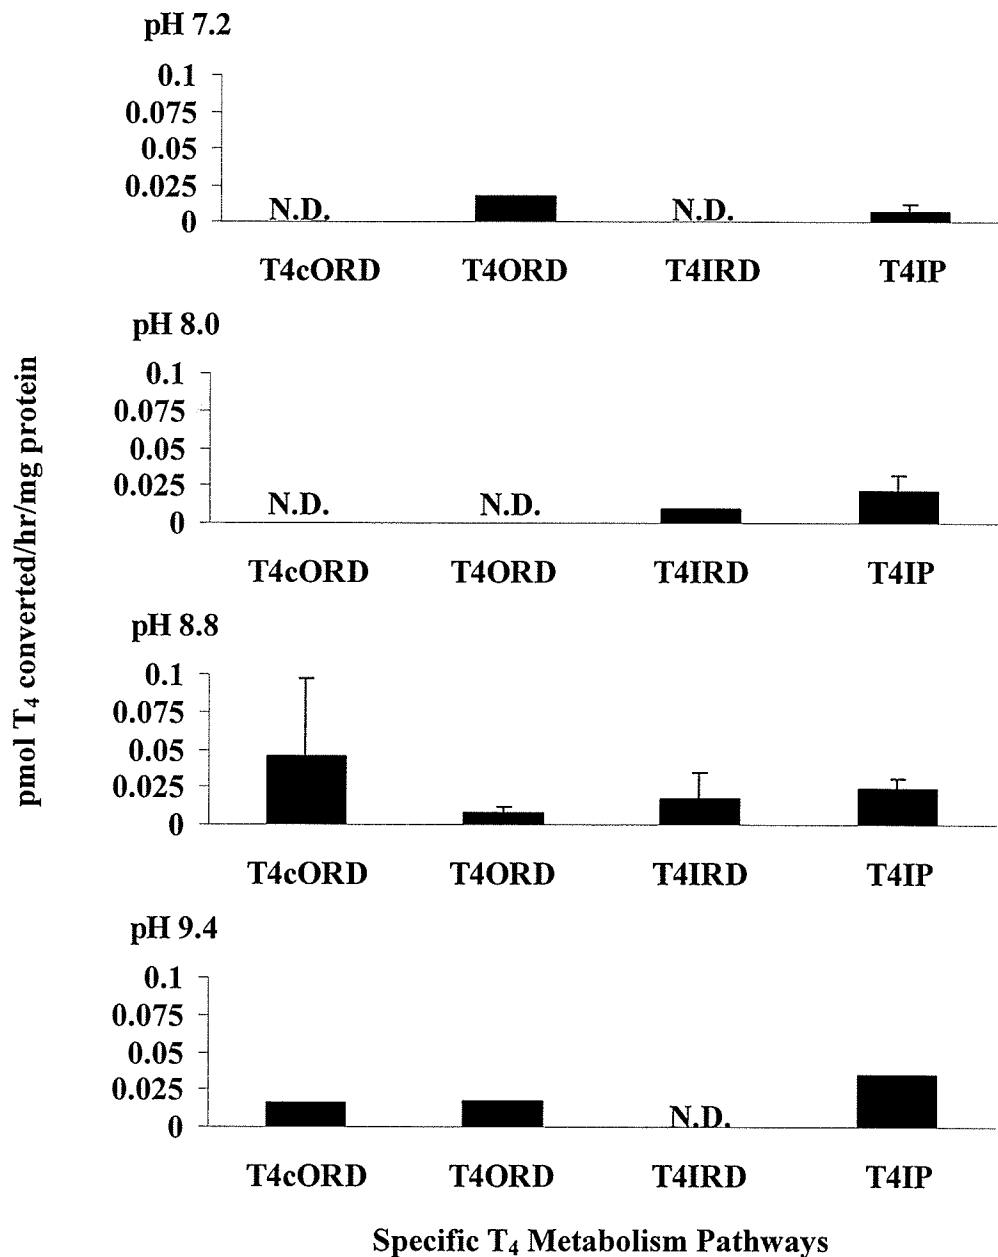 pH 7.2
0.1
0.075
0.05
0.025
0
N.D.
N.D.
T4cORD T4ORD T4IRD T4IP
pH 8.0
0.1
0.075
0.05
0.025
0
N.D.
N.D.
T4cORD T4ORD T4IRD T4IP
pH 8.8
0.1
0.075
0.05
0.025
0
T4cORD T4ORD T4IRD T4IP
pH 9.4
0.1
0.075
0.05
0.025
0
N.D.
T4cORD T4ORD T4IRD T4IP
pmol T₄ converted/hr/mg protein
Specific T₄ Metabolism Pathways